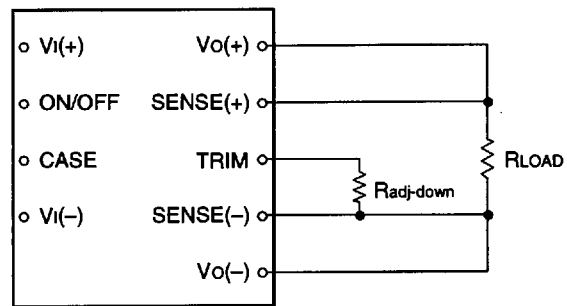 VI(+)
VO(+)
ON/OFF
SENSE(+)
CASE
TRIM
RLOAD
Radj-down
VI(–)
SENSE(–)
VO(–)